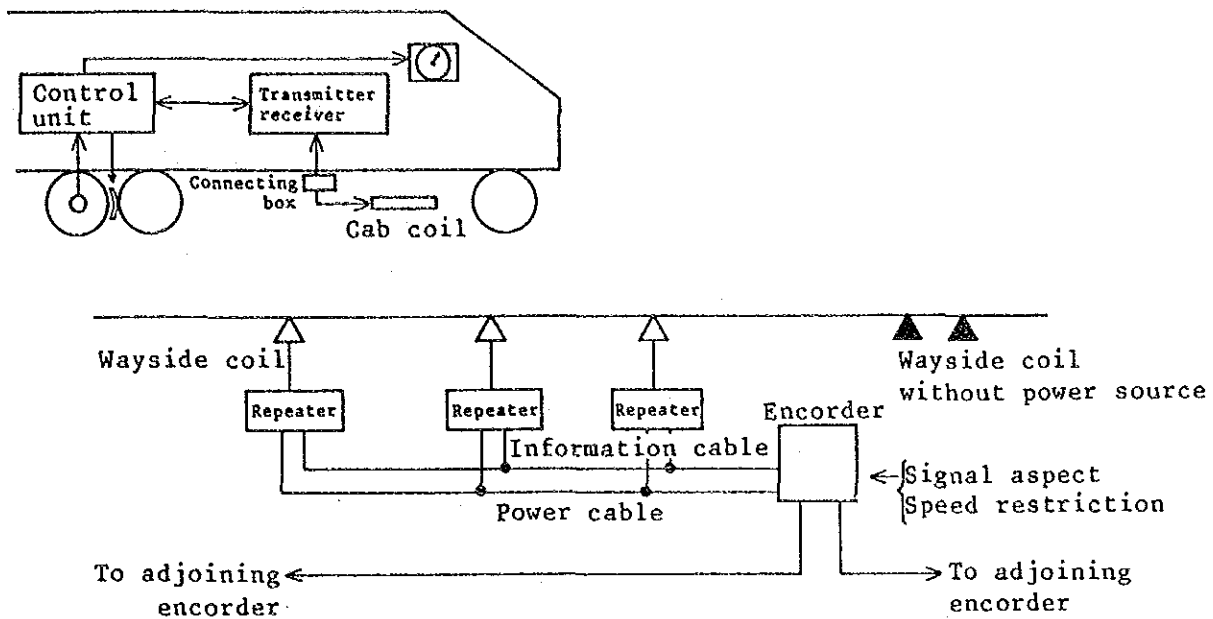 Control
unit
Transmitter
receiver
Connecting
box
Cab coil
Wayside coil
Wayside coil
without power source
Repeater
Repeater
Repeater
Encorder
Information cable
Signal aspect
Speed restriction
Power cable
To adjoining
encorder
To adjoining
encorder